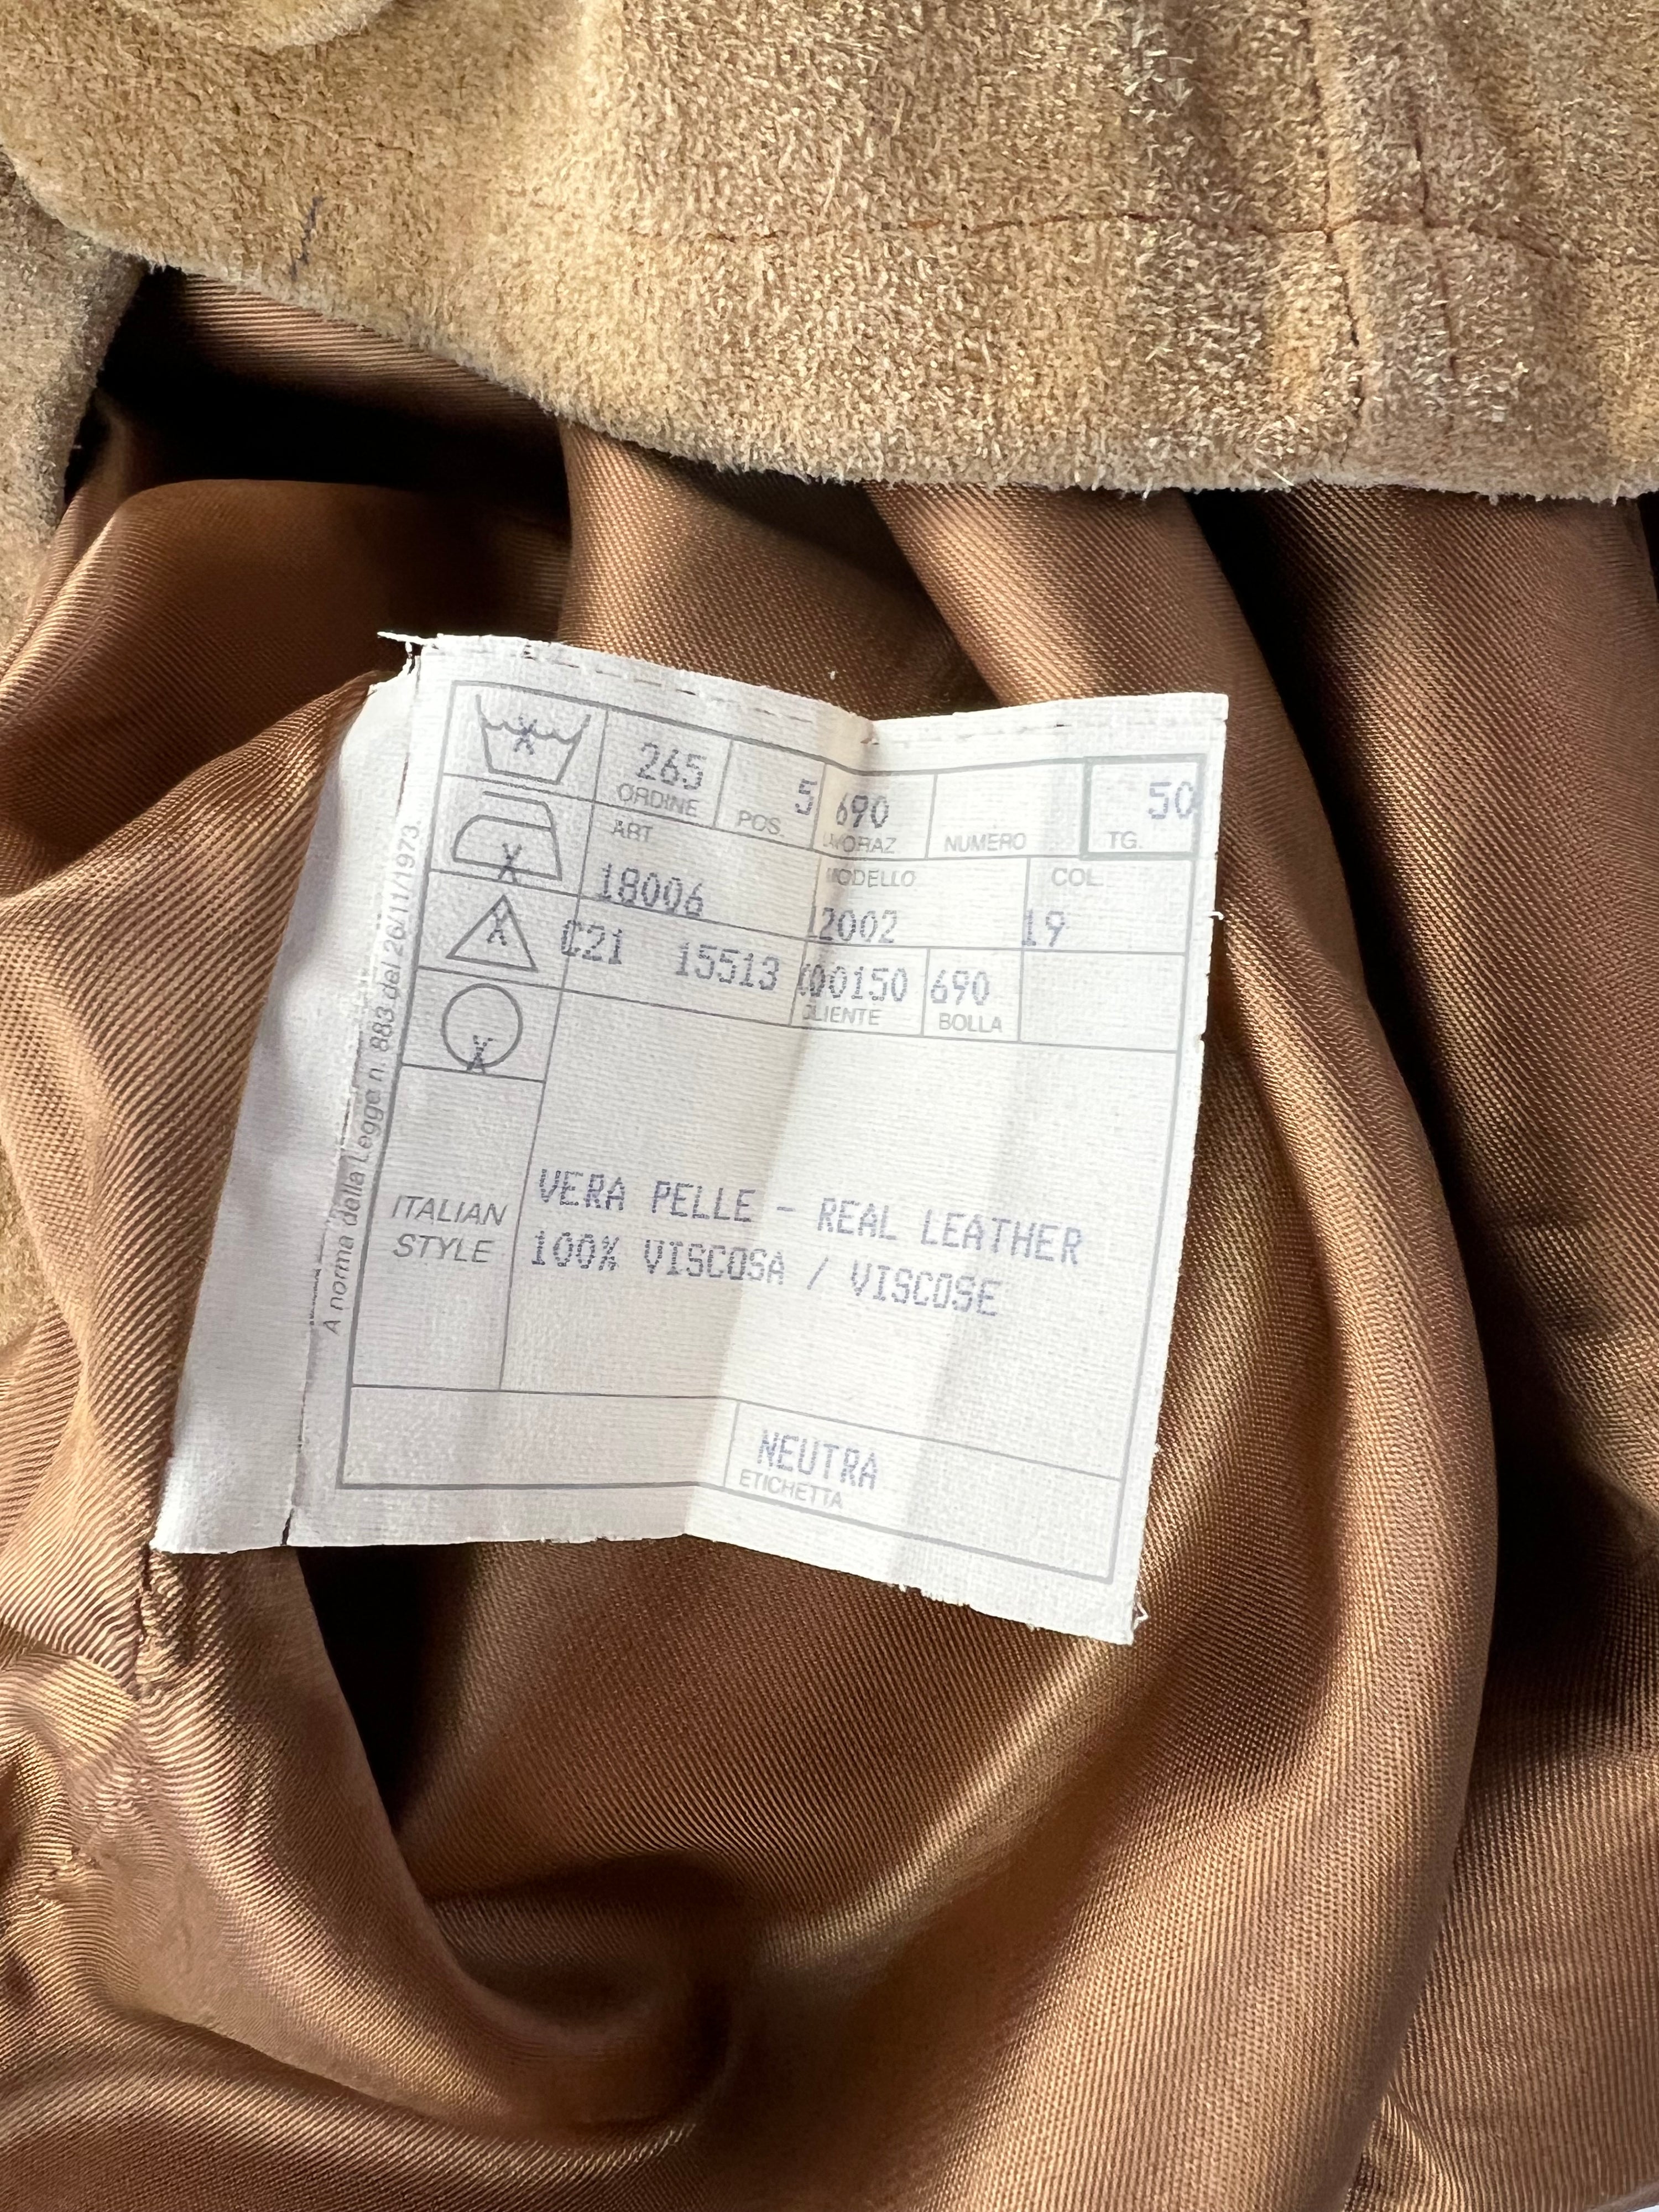 265
ORDINE
5
POS.
690
LAVORAZ
NUMERO
50
TG.
ART
18006
MODELLO
12002
COL.
19
C21 15513
000150
CLIENTE
690
BOLLA
A norma della Legge n. 883 del 26/11/1973.
ITALIAN
STYLE
VERA PELLE - REAL LEATHER
100% VISCOSA / VISCOSE
NEUTRA
ETICHETTA